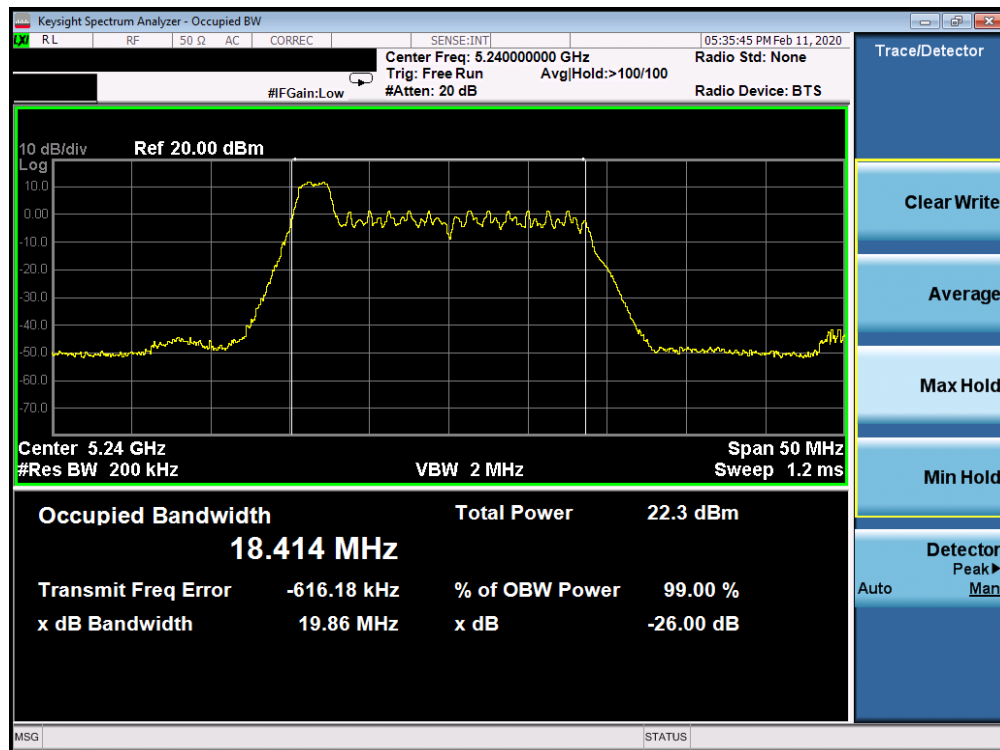 Keysight Spectrum Analyzer - Occupied BW
LXI RL RF 50 Ω AC CORREC SENSE:INT 05:35:45 PM Feb 11, 2020
Center Freq: 5.240000000 GHz Radio Std: None
Trig: Free Run Avg|Hold:>100/100
#IFGain:Low #Atten: 20 dB Radio Device: BTS
Trace/Detector
10 dB/div Ref 20.00 dBm
Log
10.0
0.00
-10.0
-20.0
-30.0
-40.0
-50.0
-60.0
-70.0
Center 5.24 GHz Span 50 MHz
#Res BW 200 kHz VBW 2 MHz Sweep 1.2 ms
Occupied Bandwidth Total Power 22.3 dBm
18.414 MHz
Transmit Freq Error -616.18 kHz % of OBW Power 99.00 %
x dB Bandwidth 19.86 MHz x dB -26.00 dB
Clear Write
Average
Max Hold
Min Hold
Detector
Peak▶
Auto Man
MSG STATUS